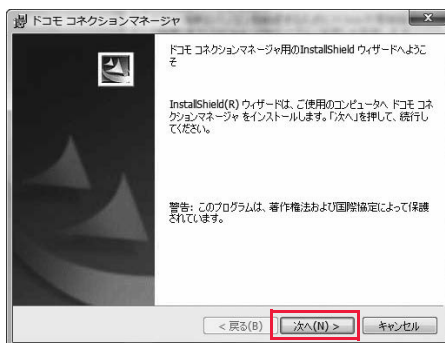 ドコモ コネクションマネージャ
ドコモ コネクションマネージャ用のInstallShield ウィザードへようこ
そ
InstallShield(R) ウィザードは、ご使用のコンピュータへ ドコモ コネ
クションマネージャ をインストールします。「次へ」を押して、続行し
てください。
警告: このプログラムは、著作権法および国際協定によって保護
されています。
< 戻る(B)
次へ(N) >
キャンセル